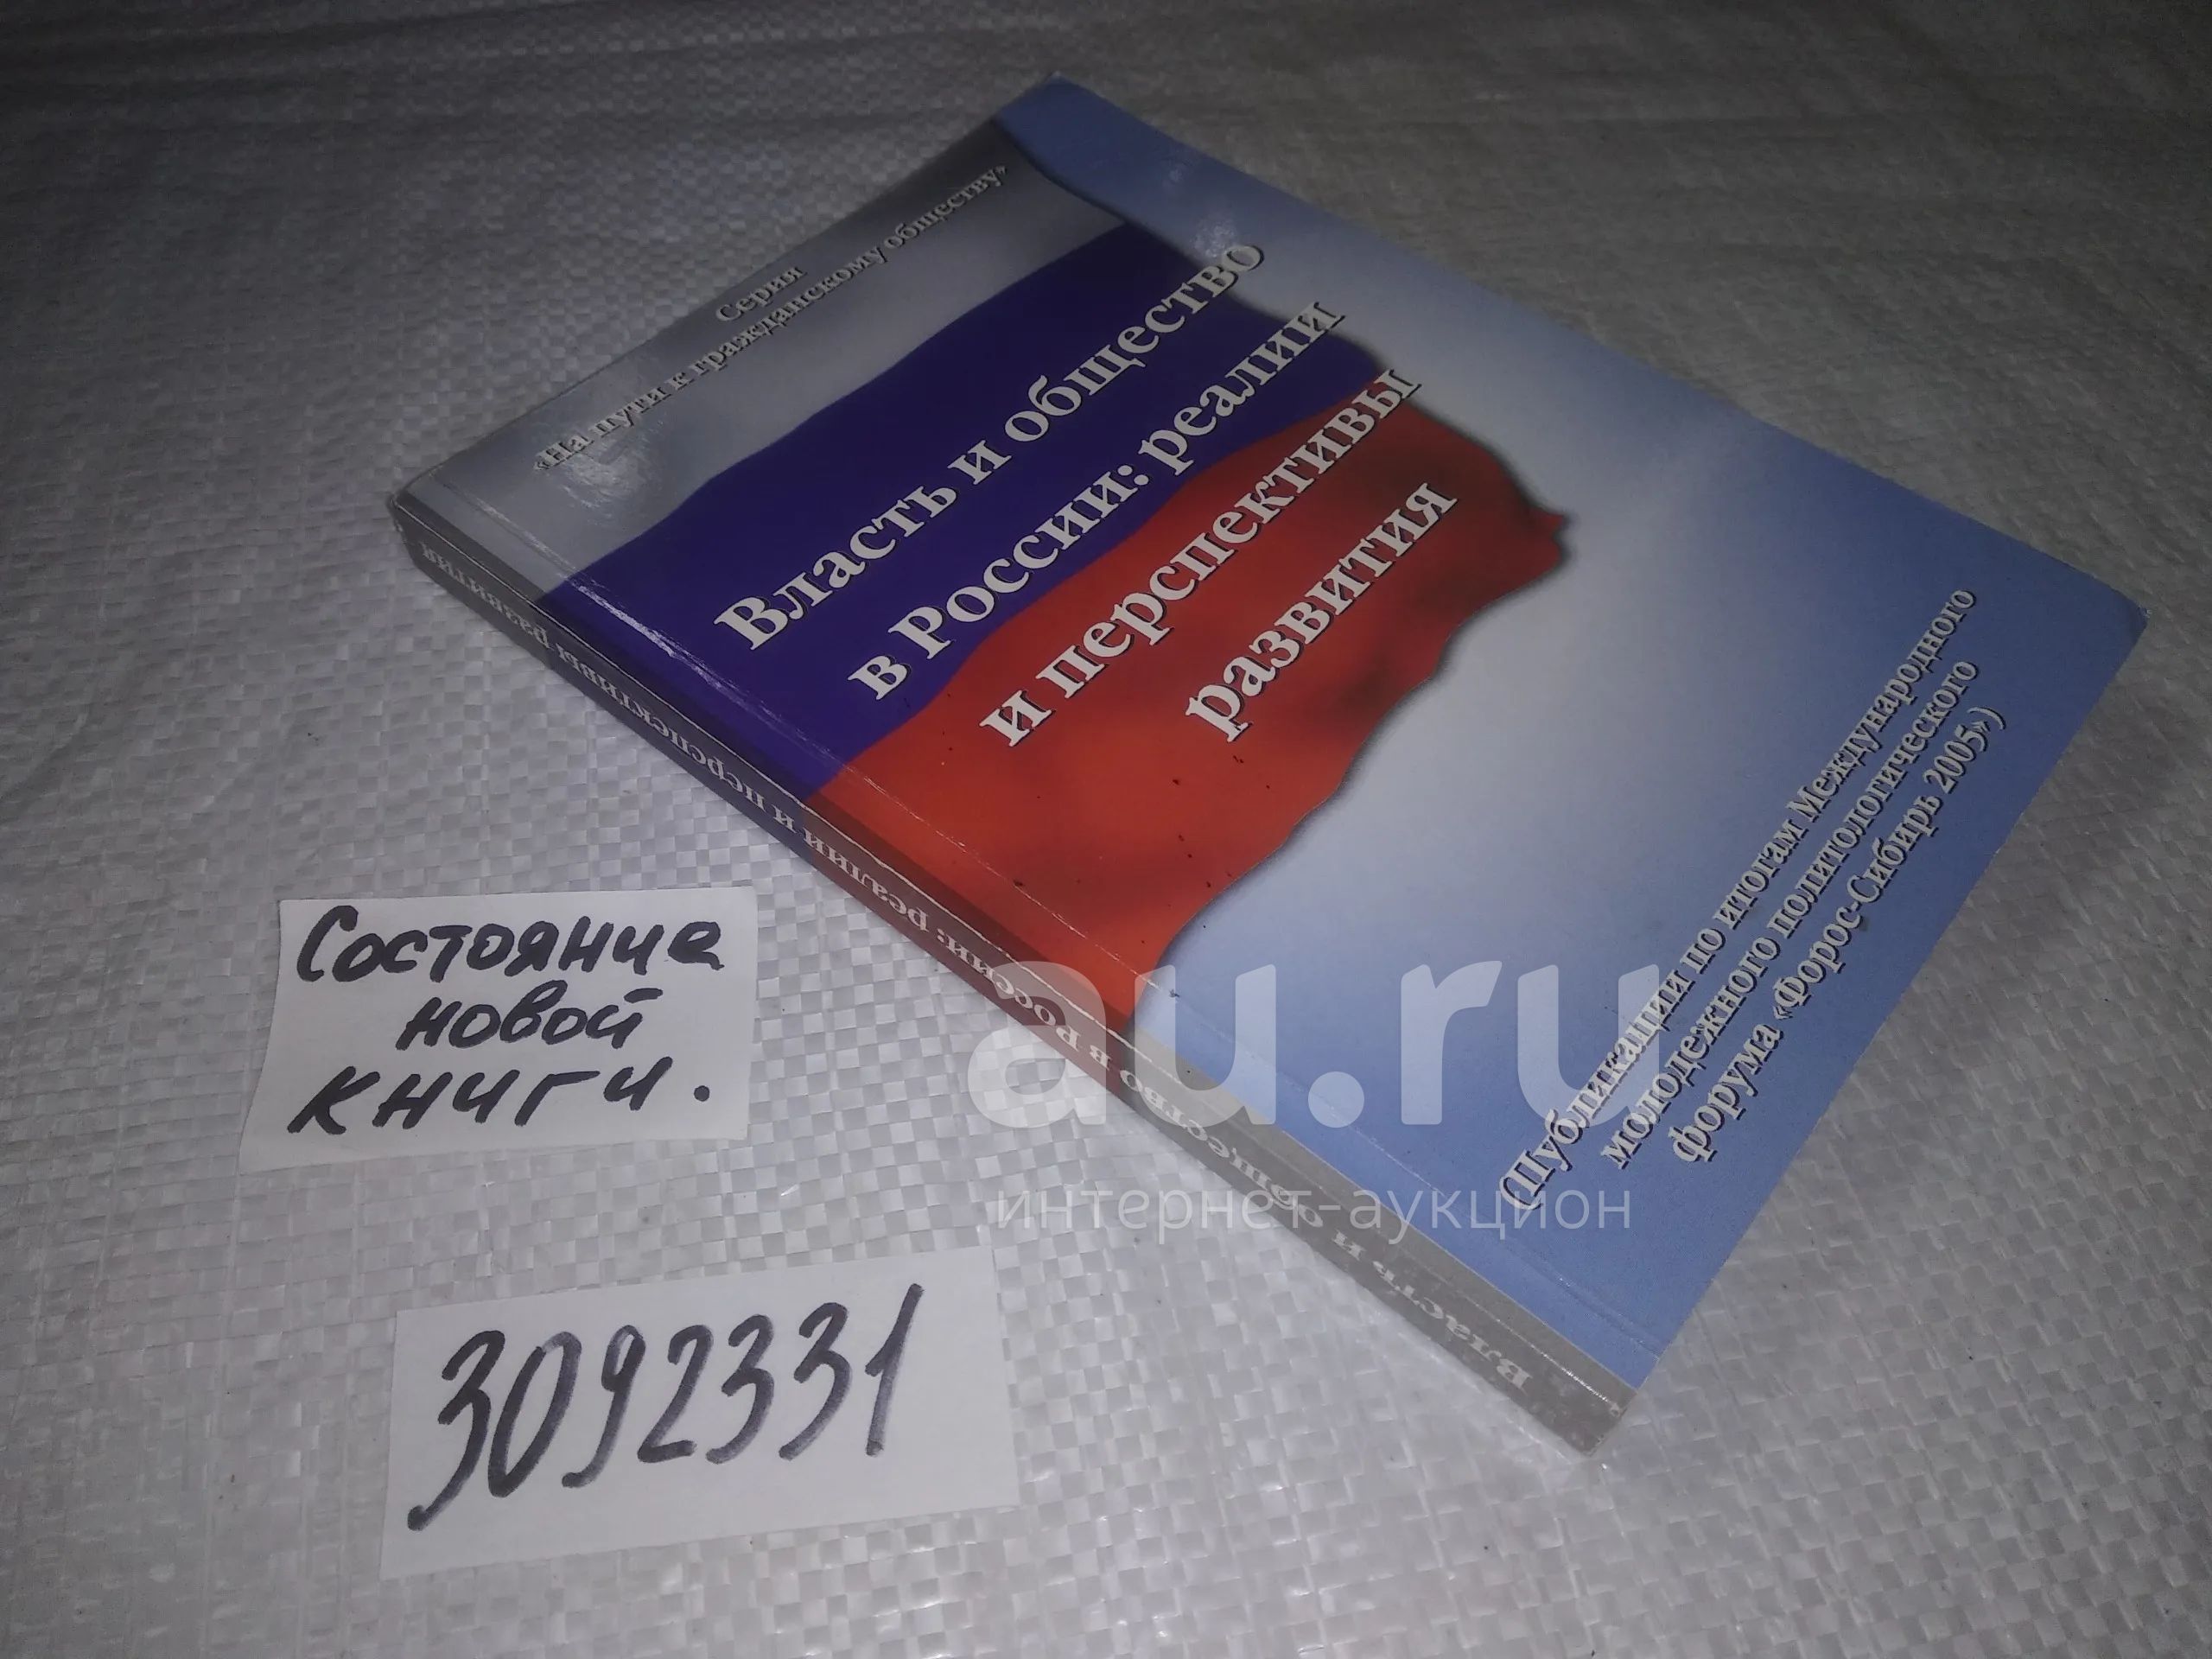 Серия
«На пути к гражданскому обществу»
Власть и общество
в России: реалии
и перспективы
развития
(Публикации по итогам Международного
молодежного политологического
форума «Форос-Сибирь 2005»)
Власть и общество в России: реалии и перспективы развития
Состояние
новой
книги.
3092331
au.ru
интернет-аукцион